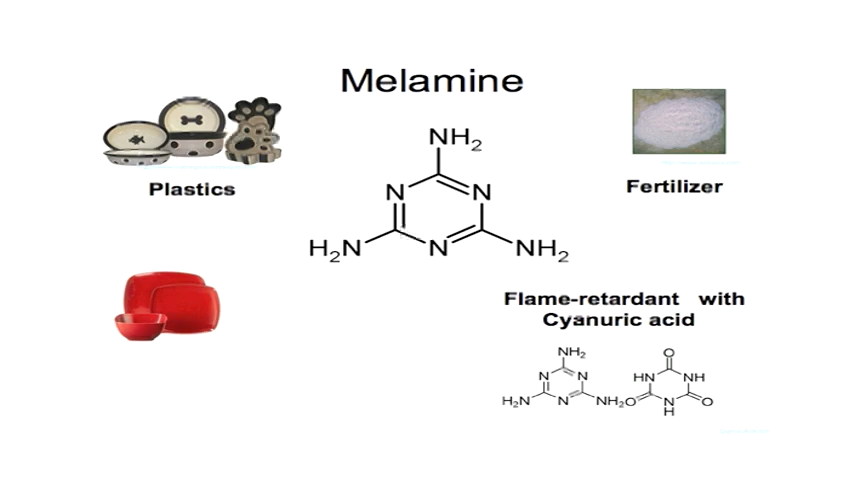 Melamine
NH2
N N
H2N N NH2
Plastics
Fertilizer
Flame-retardant with
Cyanuric acid
NH2
N N
H2N N NH2
O
HN NH
O N O
H